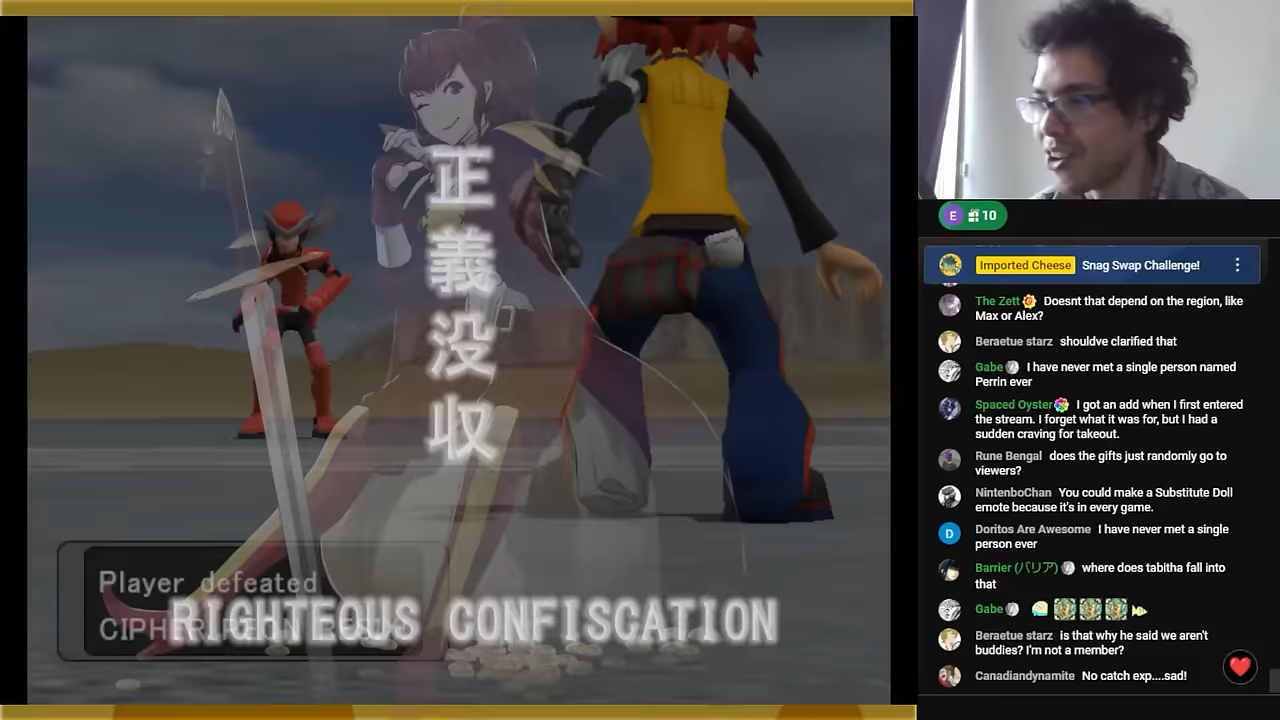 正義没収
Player defeated
RIGHTEOUS CONFISCATION
E 10
Imported Cheese Snag Swap Challenge!
The Zett Doesnt that depend on the region, like
Max or Alex?
Beraetue starz shouldve clarified that
Gabe I have never met a single person named
Perrin ever
Spaced Oyster I got an add when I first entered
the stream. I forget what it was for, but I had a
sudden craving for takeout.
Rune Bengal does the gifts just randomly go to
viewers?
NintenboChan You could make a Substitute Doll
emote because it's in every game.
D Doritos Are Awesome I have never met a single
person ever
Barrier (バリア) where does tabitha fall into
that
Gabe
Beraetue starz is that why he said we aren't
buddies? I'm not a member?
Canadiandynamite No catch exp....sad!